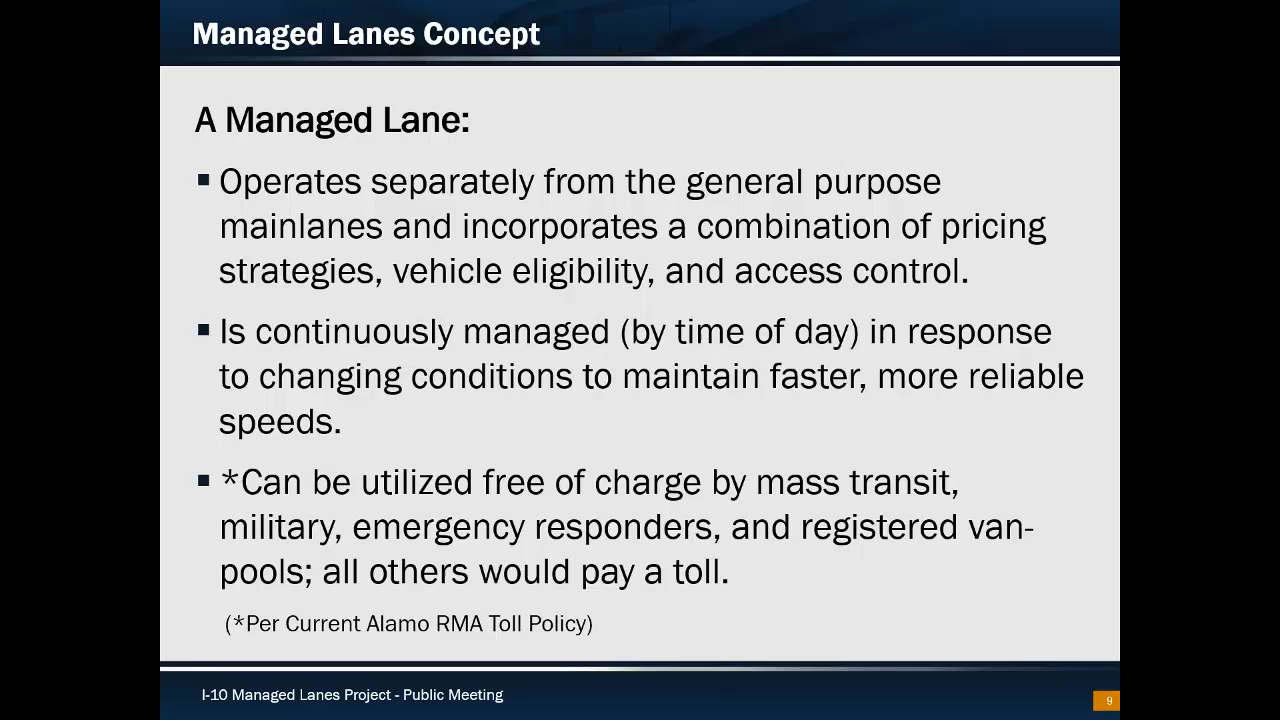 Managed Lanes Concept
A Managed Lane:
▪ Operates separately from the general purpose
mainlanes and incorporates a combination of pricing
strategies, vehicle eligibility, and access control.
▪ Is continuously managed (by time of day) in response
to changing conditions to maintain faster, more reliable
speeds.
▪ *Can be utilized free of charge by mass transit,
military, emergency responders, and registered van-
pools; all others would pay a toll.
(*Per Current Alamo RMA Toll Policy)
I-10 Managed Lanes Project - Public Meeting
9